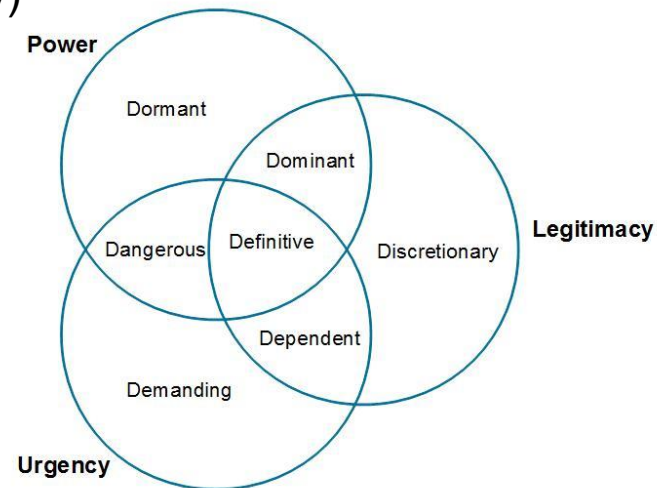 Power
Dormant
Dominant
Legitimacy
Dangerous
Definitive
Discretionary
Dependent
Demanding
Urgency